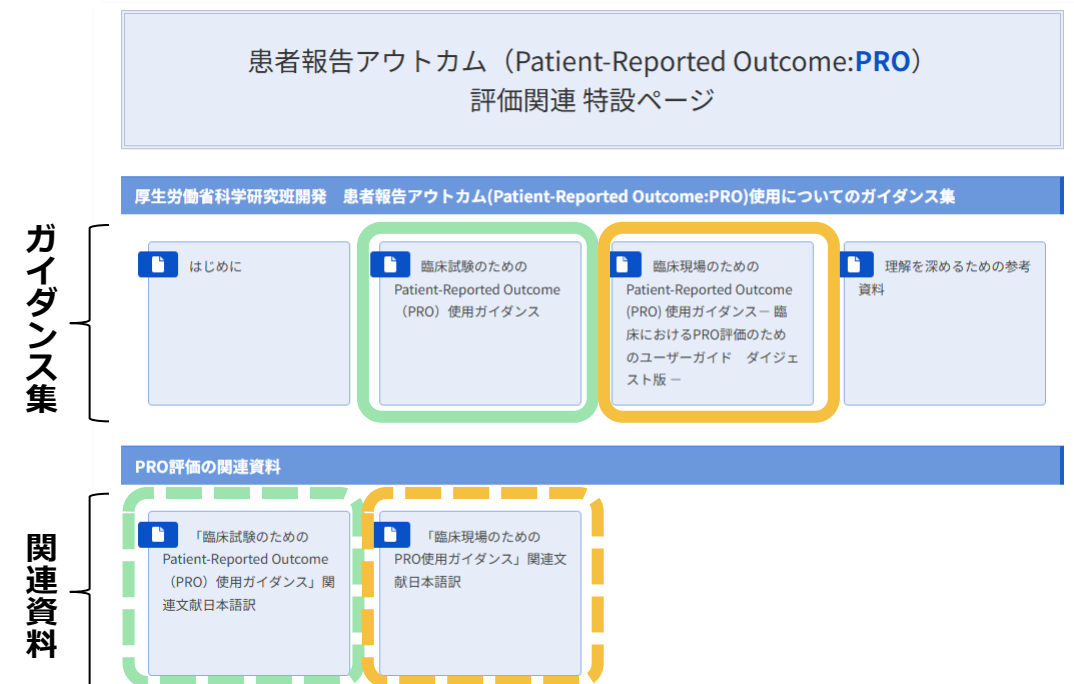 患者報告アウトカム（Patient-Reported Outcome:PRO）
評価関連 特設ページ
ガイダンス集
厚生労働省科学研究班開発　患者報告アウトカム(Patient-Reported Outcome:PRO)使用についてのガイダンス集
はじめに
臨床試験のための
Patient-Reported Outcome
（PRO）使用ガイダンス
臨床現場のための
Patient-Reported Outcome
(PRO) 使用ガイダンス－ 臨
床におけるPRO評価のため
のユーザーガイド　ダイジェ
スト版 －
理解を深めるための参考
資料
関連資料
PRO評価の関連資料
「臨床試験のための
Patient-Reported Outcome
（PRO）使用ガイダンス」関
連文献日本語訳
「臨床現場のための
PRO使用ガイダンス」関連文
献日本語訳